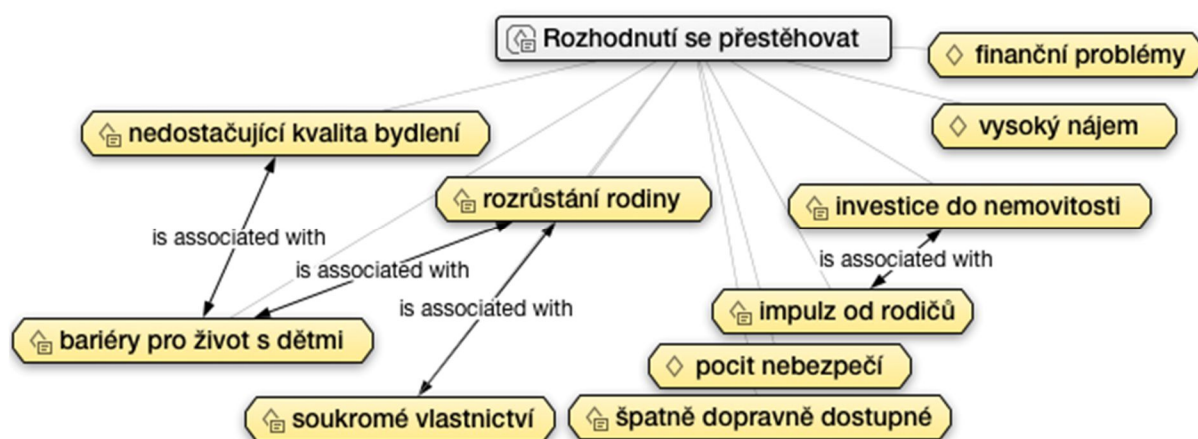 Rozhodnutí se přestěhovat
finanční problémy
vysoký nájem
nedostačující kvalita bydlení
rozrůstání rodiny
investice do nemovitosti
is associated with
is associated with
is associated with
is associated with
impulz od rodičů
bariéry pro život s dětmi
pocit nebezpečí
soukromé vlastnictví
špatně dopravně dostupné